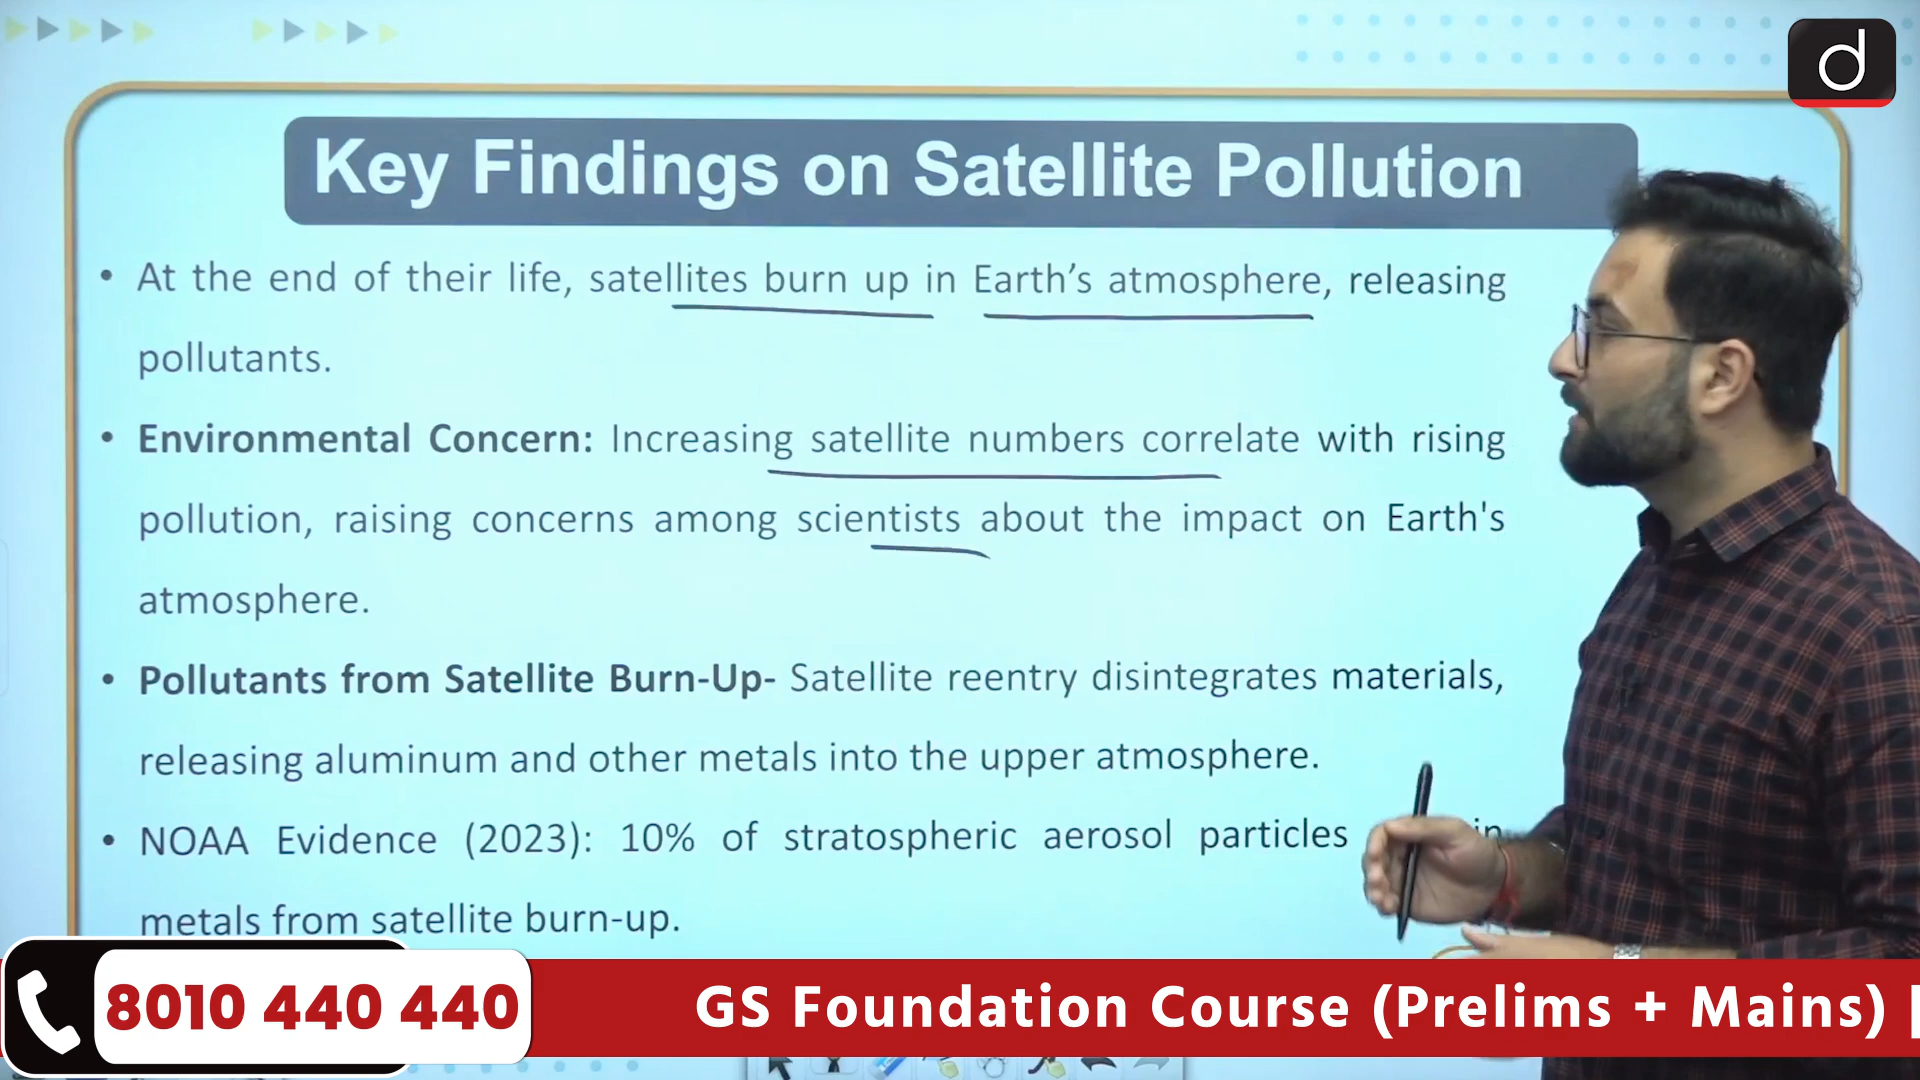 d
Key Findings on Satellite Pollution
• At the end of their life, satellites burn up in Earth’s atmosphere, releasing
pollutants.
• Environmental Concern: Increasing satellite numbers correlate with rising
pollution, raising concerns among scientists about the impact on Earth's
atmosphere.
• Pollutants from Satellite Burn-Up- Satellite reentry disintegrates materials,
releasing aluminum and other metals into the upper atmosphere.
• NOAA Evidence (2023): 10% of stratospheric aerosol particles
metals from satellite burn-up.
8010 440 440
GS Foundation Course (Prelims + Mains) |